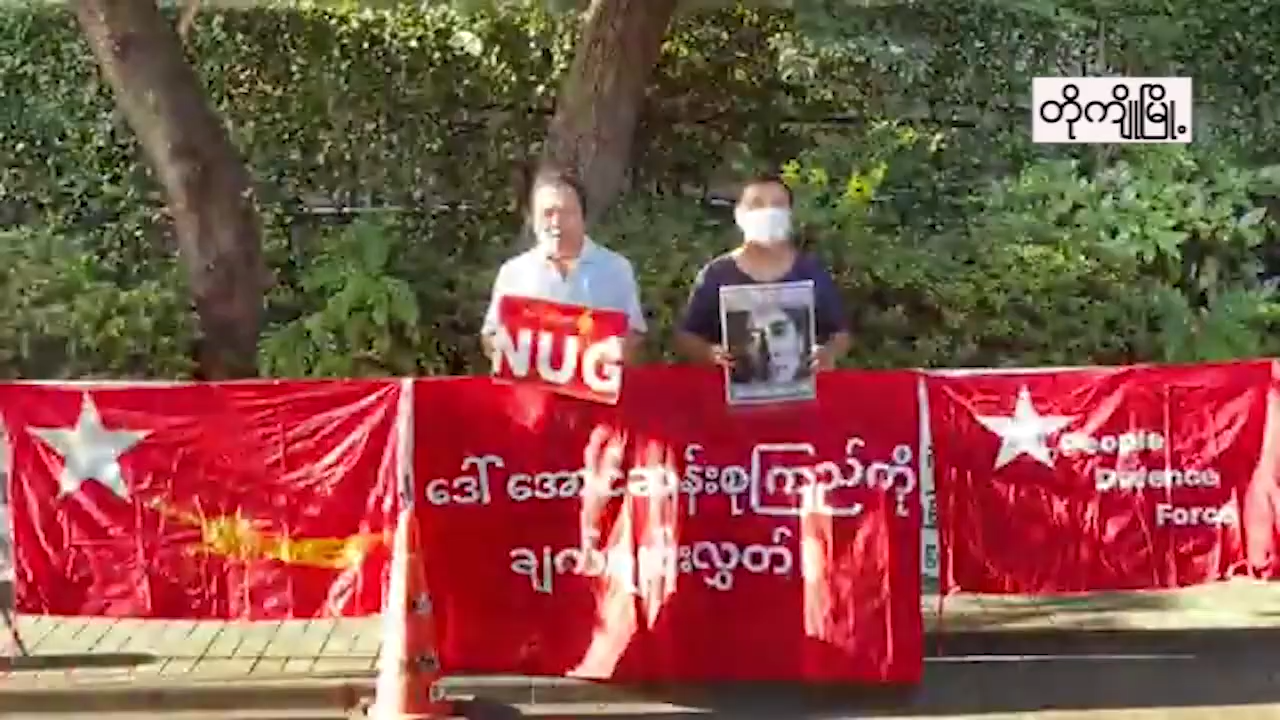 တိုကျိုမြို့
NUG
ဒေါ် အောင်ဆန်းစုကြည်ကို
ချက်ချင်းလွှတ်
People
Defence
Force